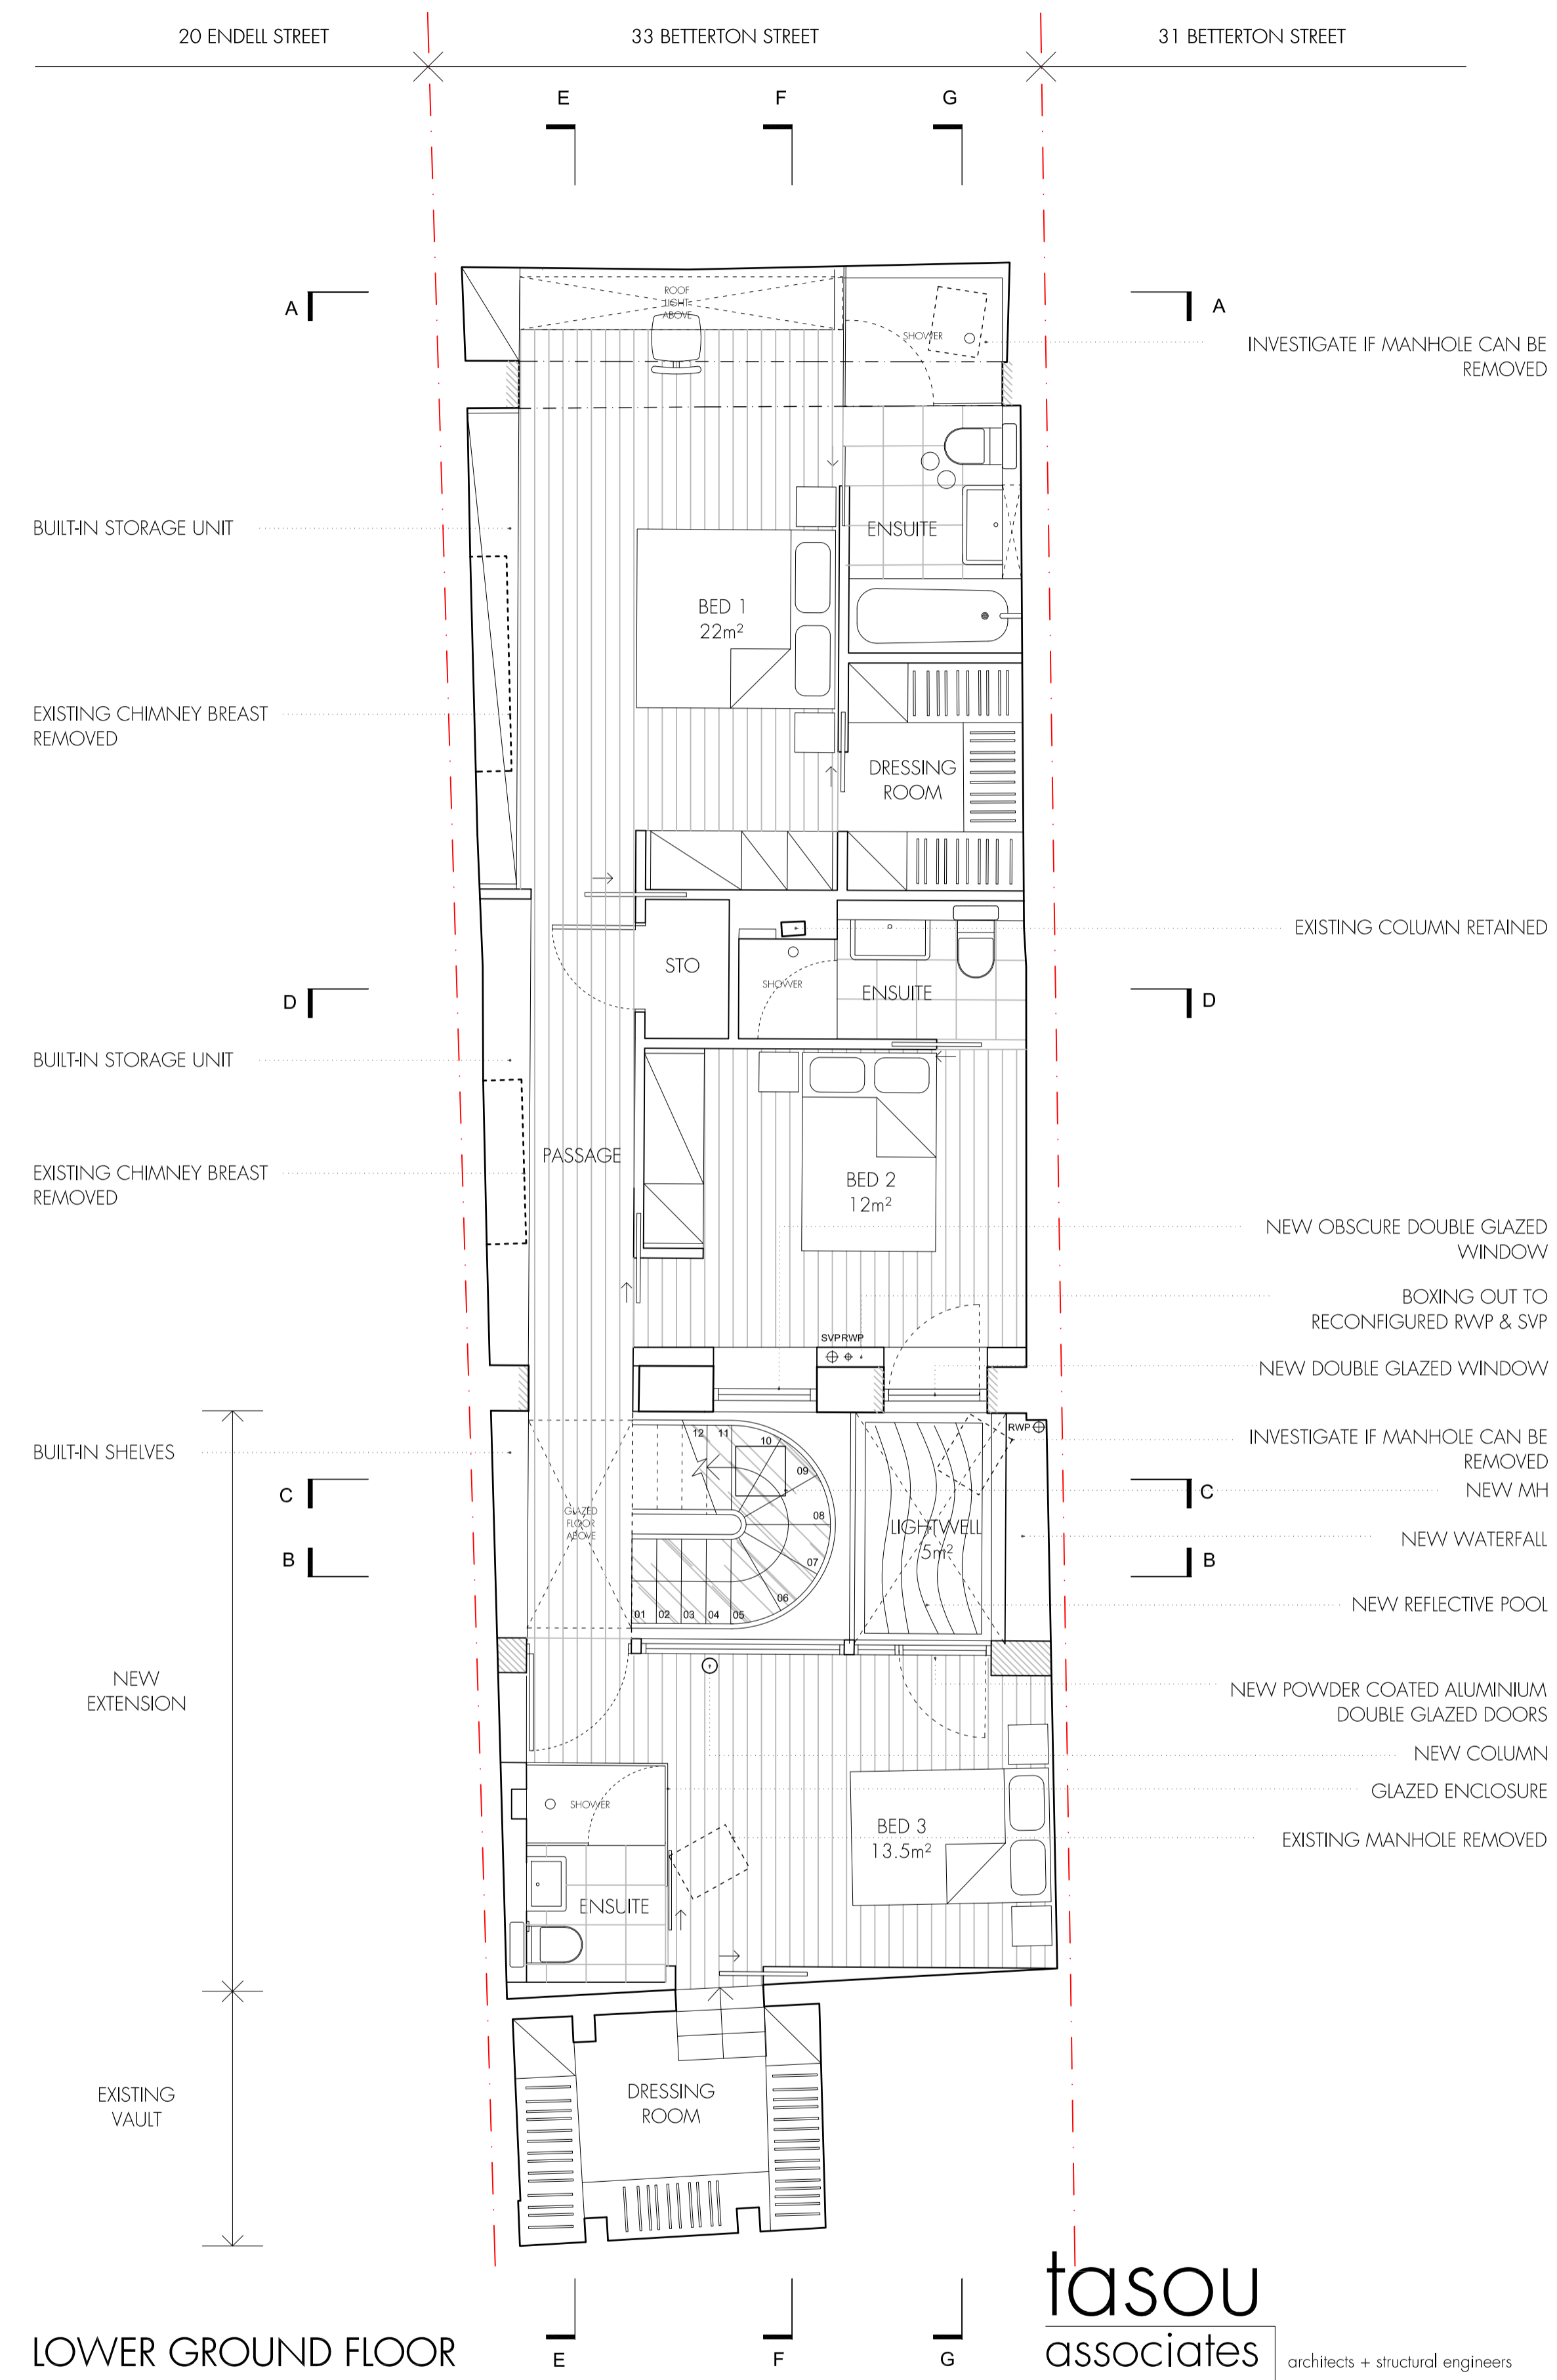 20 ENDELL STREET
33 BETTERTON STREET
31 BETTERTON STREET
E
F
G
A
A
ROOF
LIGHT
ABOVE
SHOWER
INVESTIGATE IF MANHOLE CAN BE
REMOVED
BUILT-IN STORAGE UNIT
ENSUITE
BED 1
22m²
EXISTING CHIMNEY BREAST
REMOVED
DRESSING
ROOM
EXISTING COLUMN RETAINED
STO
SHOWER
ENSUITE
D
D
BUILT-IN STORAGE UNIT
PASSAGE
EXISTING CHIMNEY BREAST
REMOVED
BED 2
12m²
NEW OBSCURE DOUBLE GLAZED
WINDOW
BOXING OUT TO
RECONFIGURED RWP & SVP
SVP RWP
NEW DOUBLE GLAZED WINDOW
BUILT-IN SHELVES
RWP
INVESTIGATE IF MANHOLE CAN BE
REMOVED
12
11
10
09
08
07
06
05
04
03
02
01
C
C
NEW MH
GLAZED
FLOOR
ABOVE
LIGHTWELL
5m²
NEW WATERFALL
B
B
NEW REFLECTIVE POOL
NEW
EXTENSION
NEW POWDER COATED ALUMINIUM
DOUBLE GLAZED DOORS
NEW COLUMN
GLAZED ENCLOSURE
SHOWER
BED 3
13.5m²
EXISTING MANHOLE REMOVED
ENSUITE
EXISTING
VAULT
DRESSING
ROOM
LOWER GROUND FLOOR
E
F
G
tasou
associates
architects + structural engineers